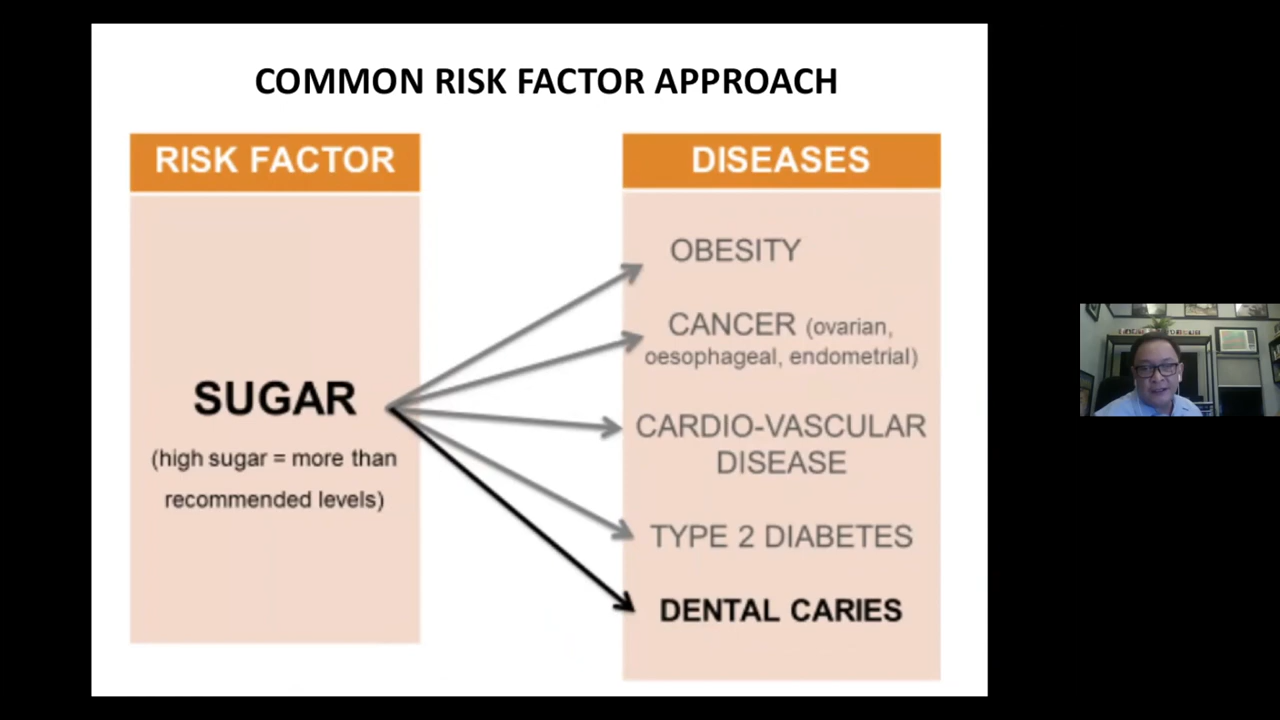 COMMON RISK FACTOR APPROACH
RISK FACTOR
SUGAR
(high sugar = more than
recommended levels)
DISEASES
OBESITY
CANCER (ovarian,
oesophageal, endometrial)
CARDIO-VASCULAR
DISEASE
TYPE 2 DIABETES
DENTAL CARIES